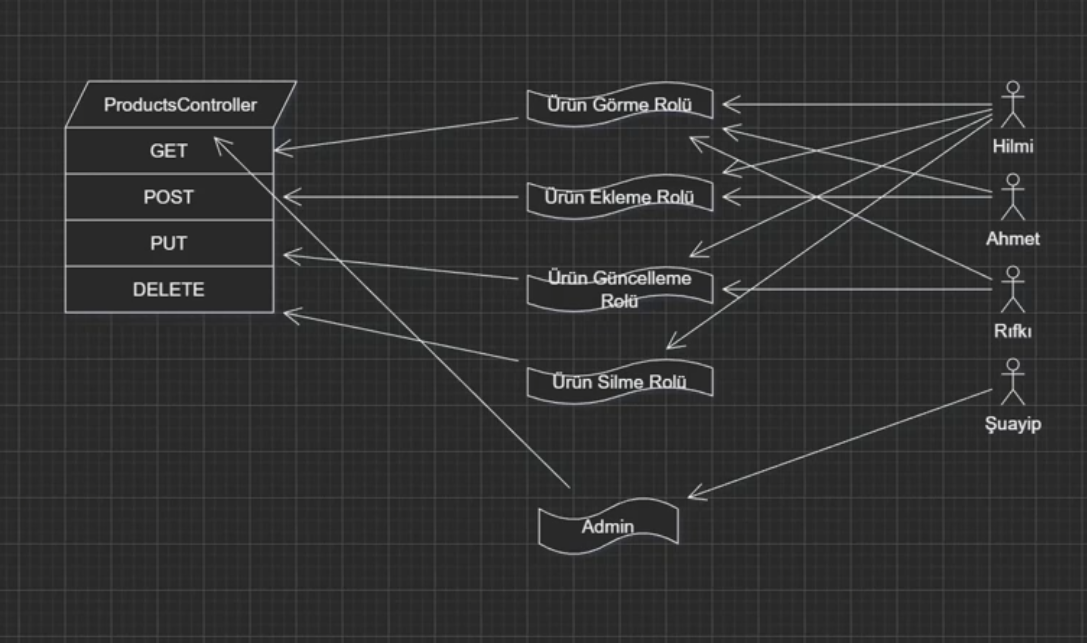 ProductsController
GET
POST
PUT
DELETE
Ürün Görme Rolü
Ürün Ekleme Rolü
Ürün Güncelleme
Rolü
Ürün Silme Rolü
Admin
Hilmi
Ahmet
Rıfkı
Şuayip